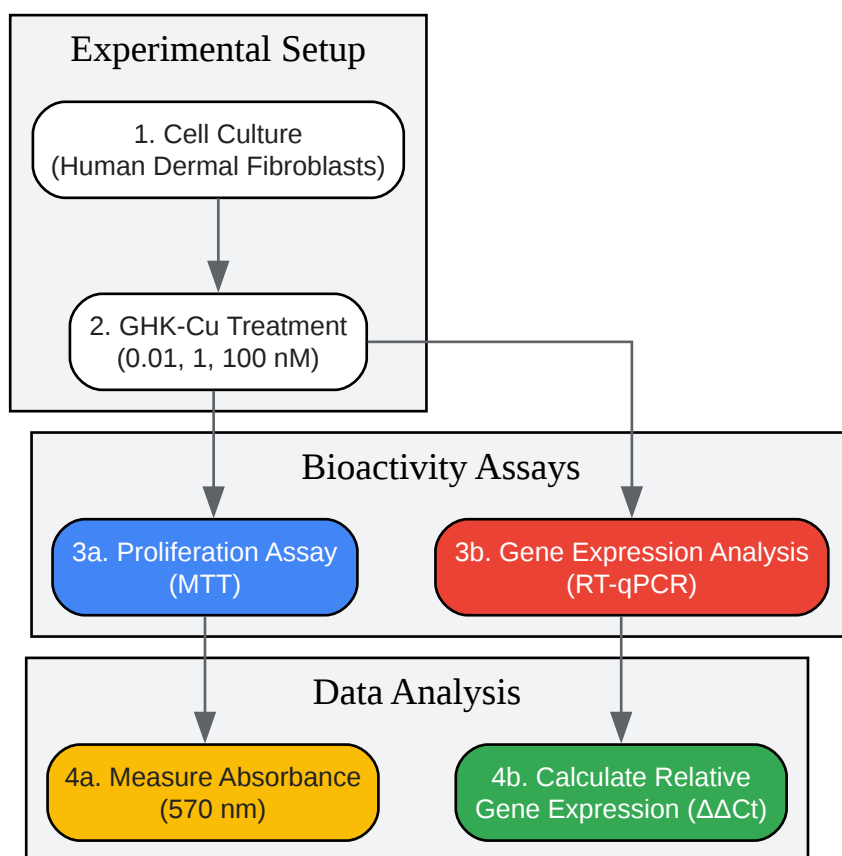 Experimental Setup
1. Cell Culture
(Human Dermal Fibroblasts)
2. GHK-Cu Treatment
(0.01, 1, 100 nM)
Bioactivity Assays
3a. Proliferation Assay
(MTT)
3b. Gene Expression Analysis
(RT-qPCR)
Data Analysis
4a. Measure Absorbance
(570 nm)
4b. Calculate Relative
Gene Expression (ΔΔCt)